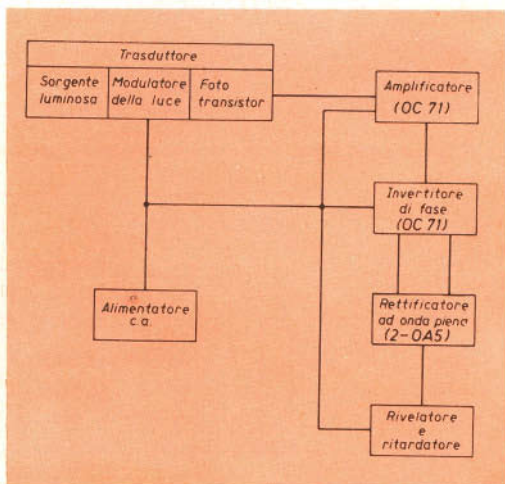 Trasduttore
Sorgente
luminosa
Modulatore
della luce
Foto
transistor
Amplificatore
(OC 71)
Invertitore
di fase
(OC 71)
Alimentatore
c.a.
Rettificatore
ad onda piena
(2-OA5)
Rivelatore
e
ritardatore